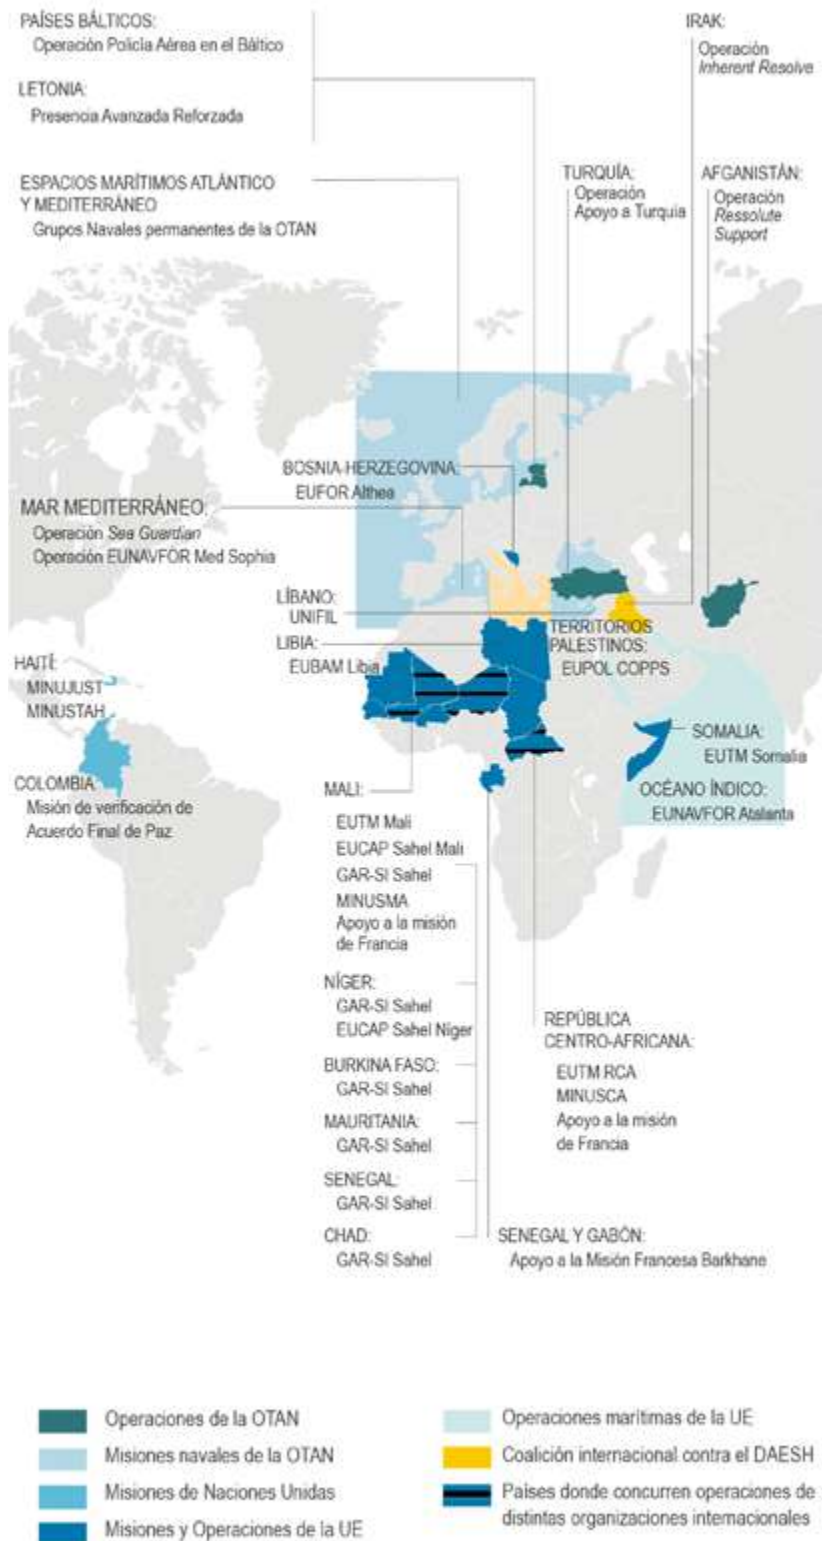 PAÍSES BÁLTICOS:
Operación Policía Aérea en el Báltico
LETONIA:
Presencia Avanzada Reforzada
ESPACIOS MARÍTIMOS ATLÁNTICO
Y MEDITERRÁNEO
Grupos Navales permanentes de la OTAN
IRAK:
Operación
Inherent Resolve
TURQUÍA:
Operación
Apoyo a Turquía
AFGANISTÁN:
Operación
Ressolute
Support
BOSNIA-HERZEGOVINA:
EUFOR Althea
MAR MEDITERRÁNEO:
Operación Sea Guardian
Operación EUNAVFOR Med Sophia
LÍBANO:
UNIFIL
LIBIA:
EUBAM Libia
TERRITORIOS
PALESTINOS:
EUPOL COPPS
HAITÍ:
MINUJUST
MINUSTAH
COLOMBIA
Misión de verificación de
Acuerdo Final de Paz
SOMALIA:
EUTM Somalia
OCÉANO ÍNDICO:
EUNAVFOR Atalanta
MALI:
EUTM Mali
EUCAP Sahel Mali
GAR-SI Sahel
MINUSMA
Apoyo a la misión
de Francia
NÍGER:
GAR-SI Sahel
EUCAP Sahel Níger
BURKINA FASO:
GAR-SI Sahel
MAURITANIA:
GAR-SI Sahel
SENEGAL:
GAR-SI Sahel
CHAD:
GAR-SI Sahel
REPÚBLICA
CENTRO-AFRICANA:
EUTM RCA
MINUSCA
Apoyo a la misión
de Francia
SENEGAL Y GABÓN:
Apoyo a la Misión Francesa Barkhane
Operaciones de la OTAN
Misiones navales de la OTAN
Misiones de Naciones Unidas
Misiones y Operaciones de la UE
Operaciones marítimas de la UE
Coalición internacional contra el DAESH
Países donde concurren operaciones de
distintas organizaciones internacionales